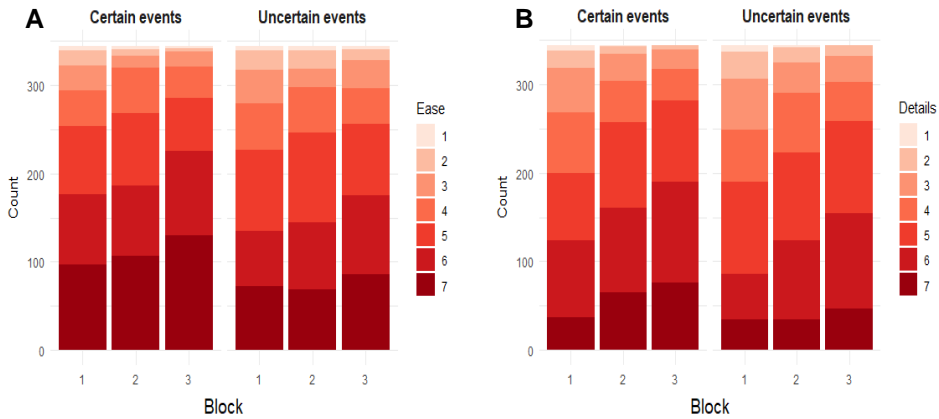 A
Certain events
Uncertain events
Count
300
200
100
0
1 2 3
1 2 3
Block
Ease
1
2
3
4
5
6
7
B
Certain events
Uncertain events
Count
300
200
100
0
1 2 3
1 2 3
Block
Details
1
2
3
4
5
6
7